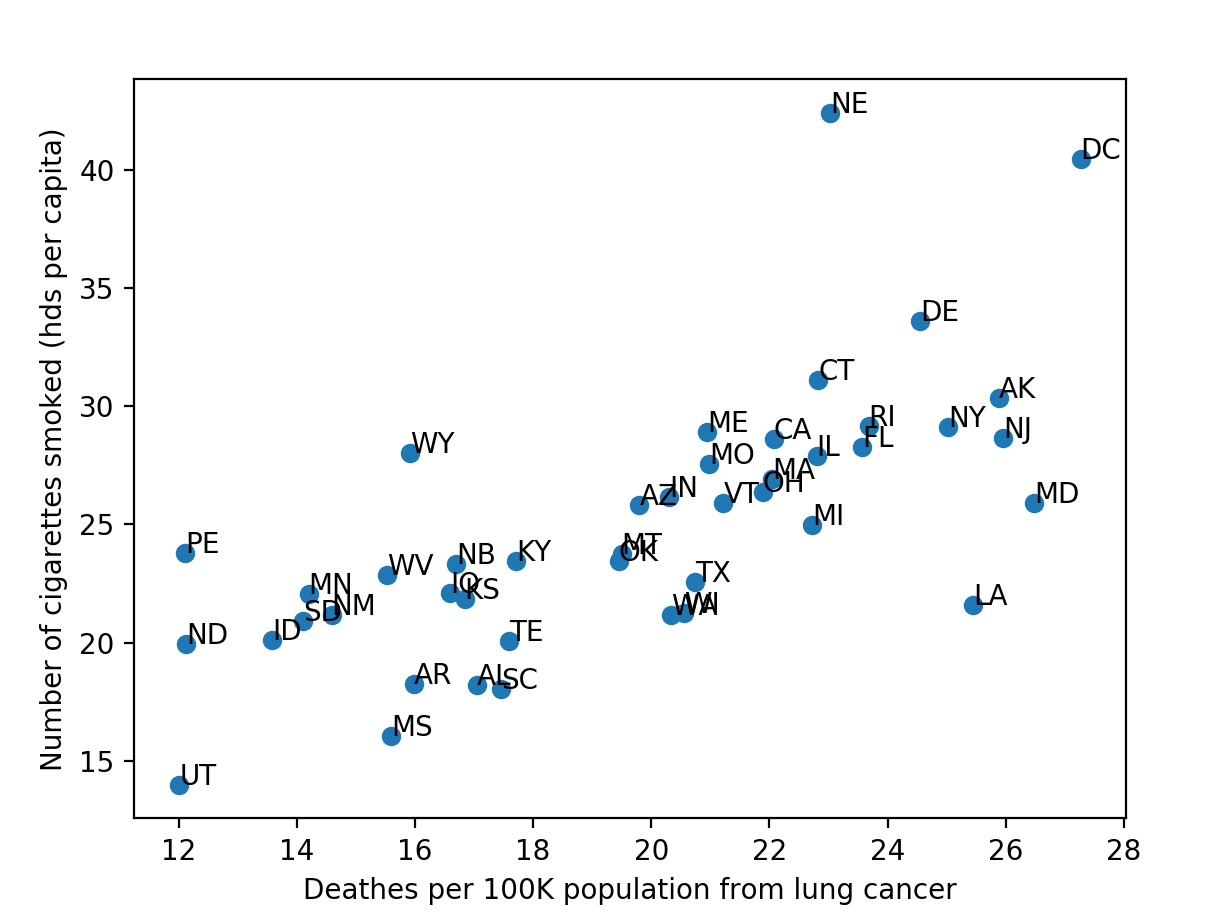 NE
DC
40
35
DE
CT
AK
30
ME
CA
RI
FL
NY
NJ
WY
MO
IL
MA
OH
AZ
IN
VT
MD
25
MI
PE
WV
NB
KY
MT
OK
TX
MN
SD
NM
IO
KS
WA
WI
LA
20
ND
ID
TE
AR
AL
SC
MS
15
UT
12 14 16 18 20 22 24 26 28
Deathes per 100K population from lung cancer
Number of cigarettes smoked (hds per capita)